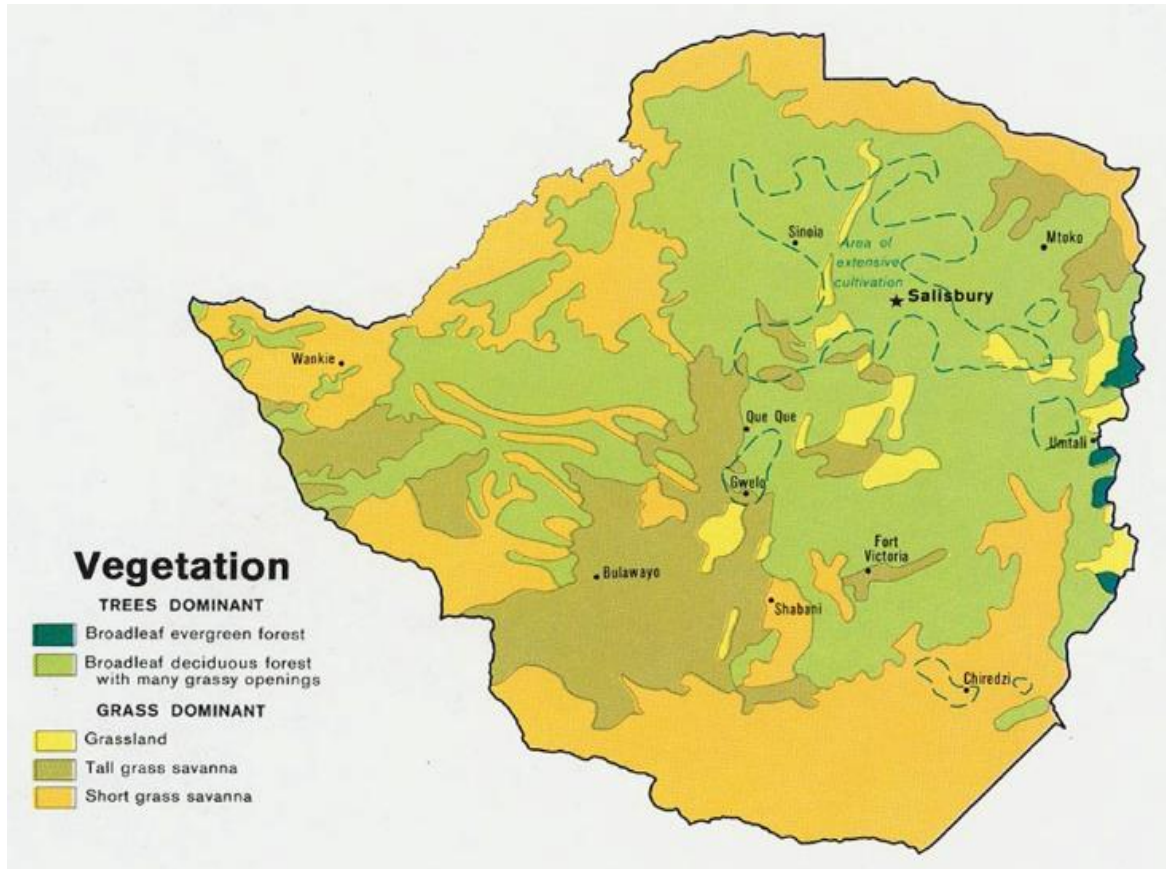 Sinoia
Mtoko
Area of
extensive
cultivation
Salisbury
Wankie
Que Que
Umtali
Gwelo
Fort
Victoria
Bulawayo
Shabani
Chiredzi
Vegetation
TREES DOMINANT
Broadleaf evergreen forest
Broadleaf deciduous forest
with many grassy openings
GRASS DOMINANT
Grassland
Tall grass savanna
Short grass savanna